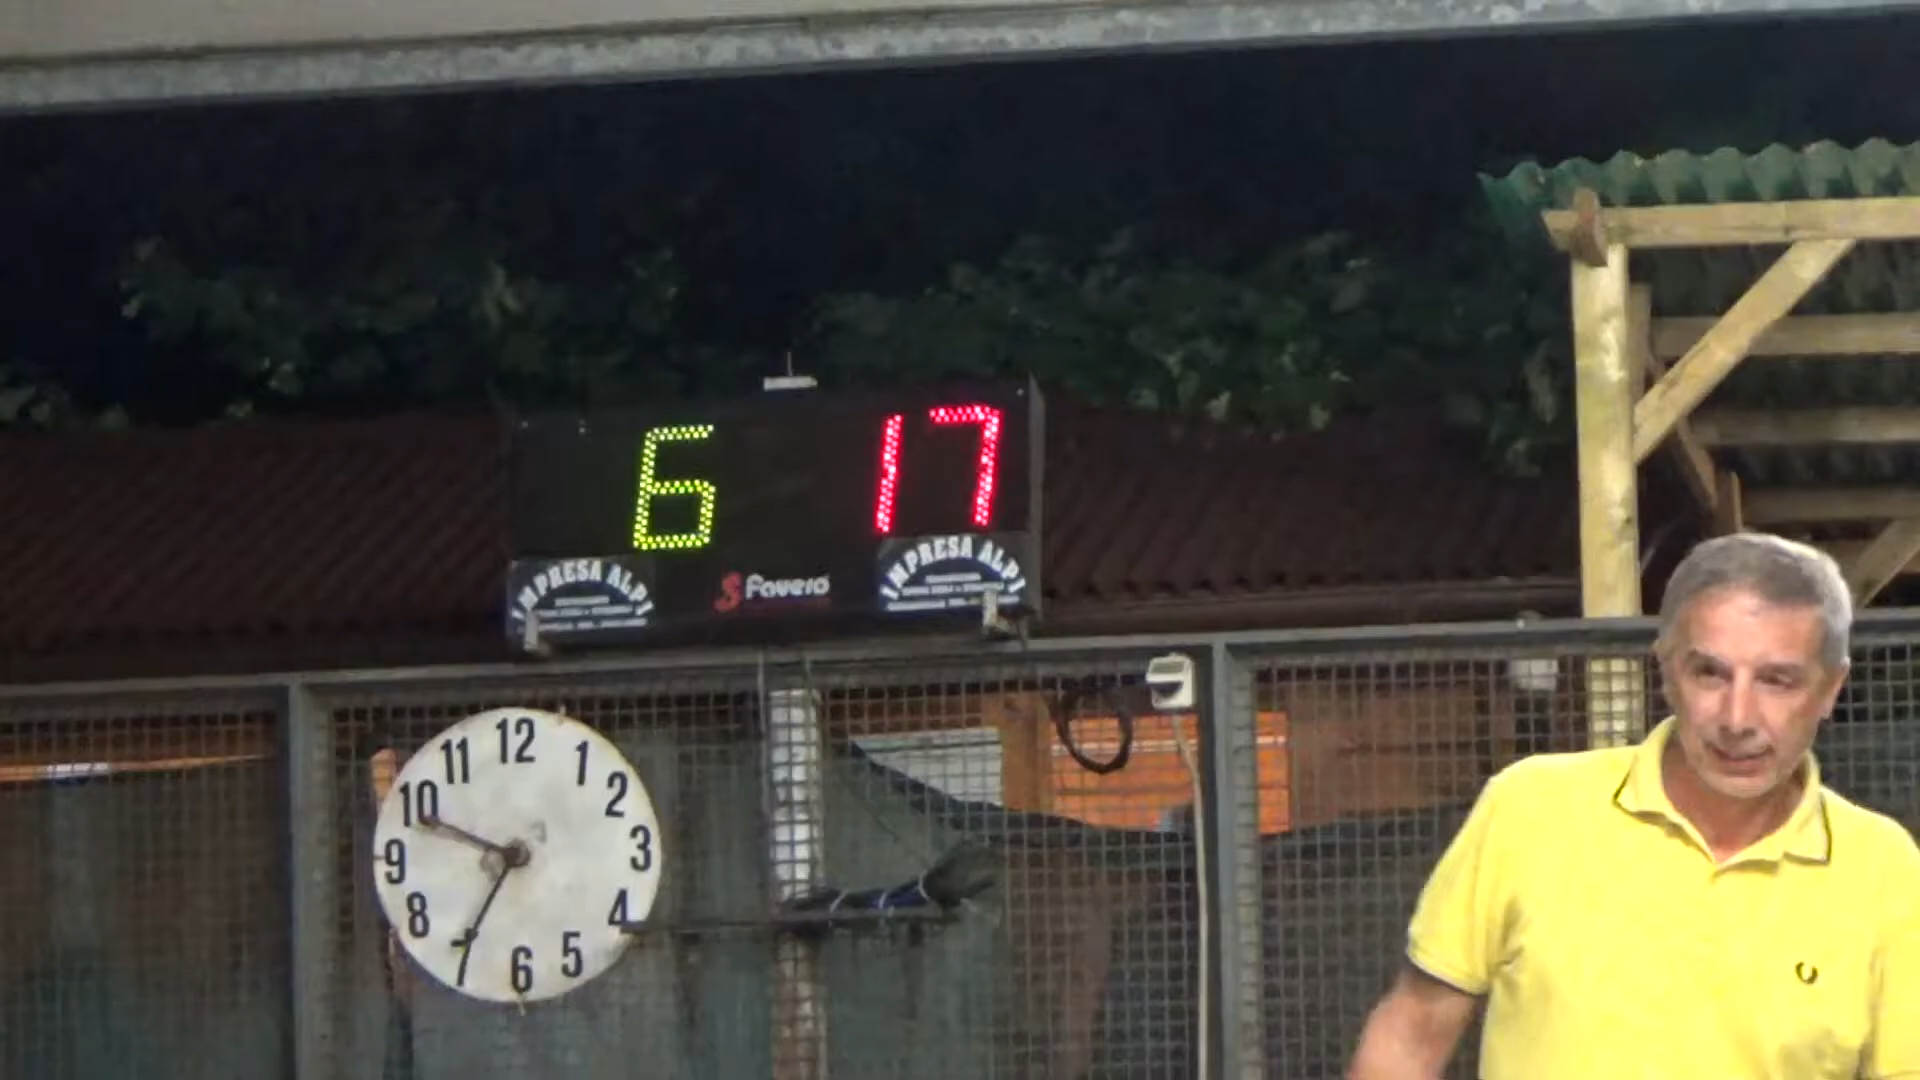 6 17
IMPRESA ALPI
Favero
IMPRESA ALPI
12
11 1
10 2
9 3
8 4
7
6 5